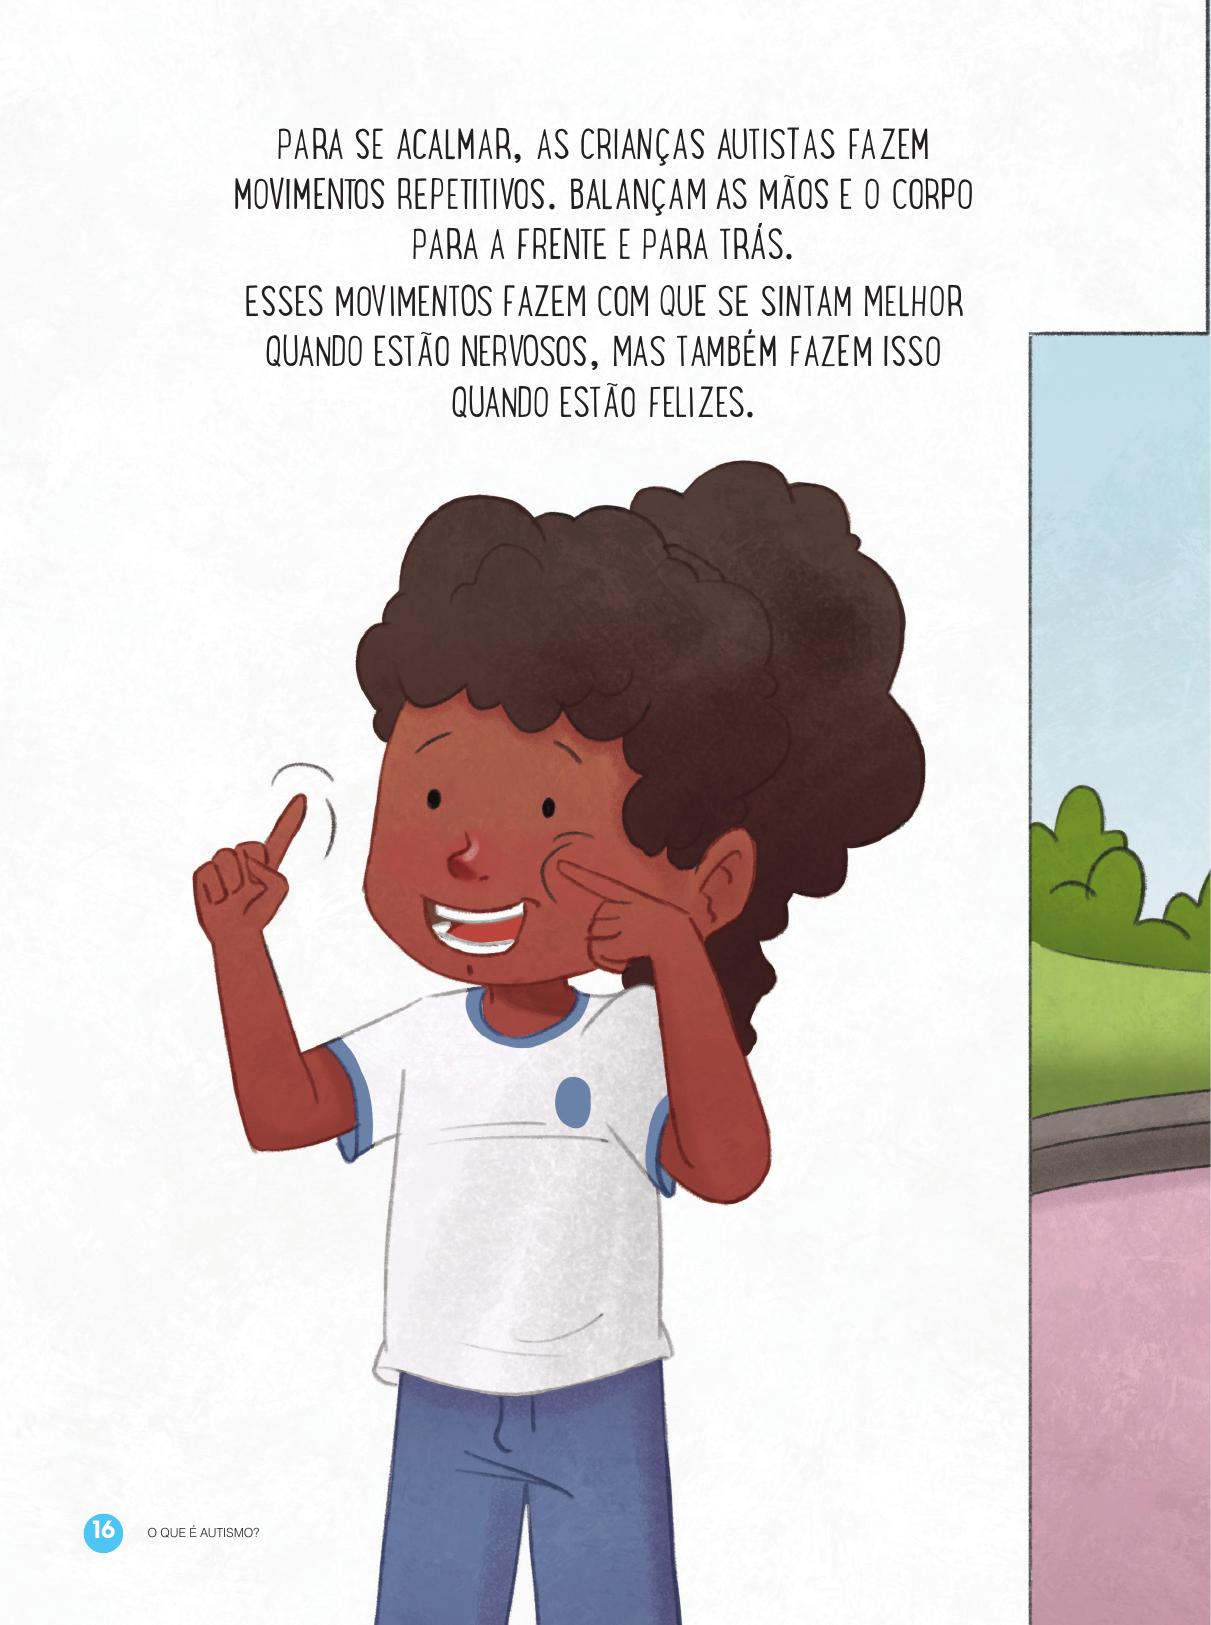 PARA SE ACALMAR, AS CRIANÇAS AUTISTAS FAZEM
MOVIMENTOS REPETITIVOS. BALANÇAM AS MÃOS E O CORPO
PARA A FRENTE E PARA TRÁS.
ESSES MOVIMENTOS FAZEM COM QUE SE SINTAM MELHOR
QUANDO ESTÃO NERVOSOS, MAS TAMBÉM FAZEM ISSO
QUANDO ESTÃO FELIZES.
16 O QUE É AUTISMO?